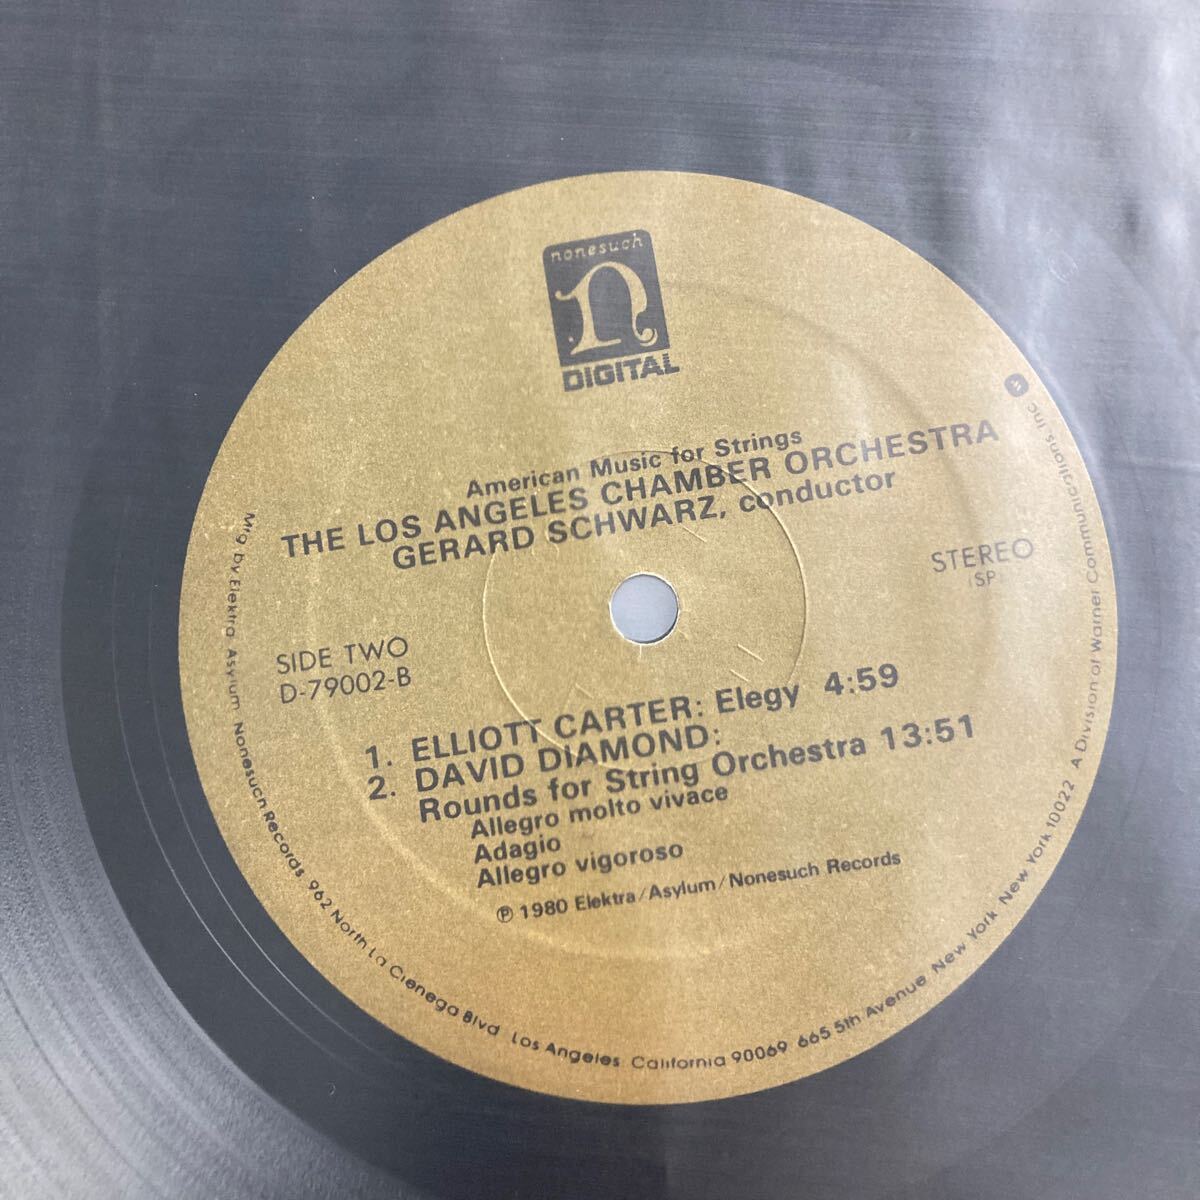 nonesuch
n
DIGITAL
American Music for Strings
THE LOS ANGELES CHAMBER ORCHESTRA
GERARD SCHWARZ, conductor
STEREO
(SP)
SIDE TWO
D-79002-B
1. ELLIOTT CARTER: Elegy 4:59
2. DAVID DIAMOND:
Rounds for String Orchestra 13:51
Allegro molto vivace
Adagio
Allegro vigoroso
℗ 1980 Elektra/Asylum/Nonesuch Records
Mfg by Elektra Asylum Nonesuch Records 962 North La Cienega Blvd Los Angeles California 90069 665 5th Avenue New York New York 10022 A Division of Warner Communications, Inc